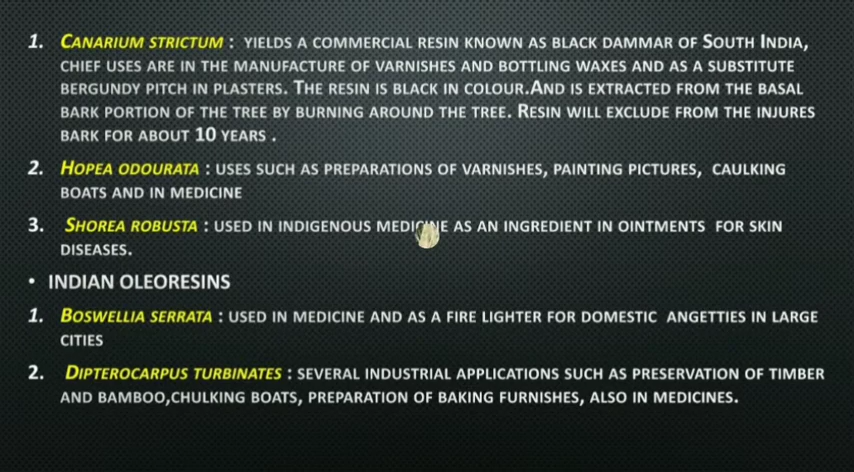 1. CANARIUM STRICTUM : YIELDS A COMMERCIAL RESIN KNOWN AS BLACK DAMMAR OF SOUTH INDIA,
CHIEF USES ARE IN THE MANUFACTURE OF VARNISHES AND BOTTLING WAXES AND AS A SUBSTITUTE
BERGUNDY PITCH IN PLASTERS. THE RESIN IS BLACK IN COLOUR.AND IS EXTRACTED FROM THE BASAL
BARK PORTION OF THE TREE BY BURNING AROUND THE TREE. RESIN WILL EXCLUDE FROM THE INJURES
BARK FOR ABOUT 10 YEARS .
2. HOPEA ODOURATA : USES SUCH AS PREPARATIONS OF VARNISHES, PAINTING PICTURES, CAULKING
BOATS AND IN MEDICINE
3. SHOREA ROBUSTA : USED IN INDIGENOUS MEDICINE AS AN INGREDIENT IN OINTMENTS FOR SKIN
DISEASES.
• INDIAN OLEORESINS
1. BOSWELLIA SERRATA : USED IN MEDICINE AND AS A FIRE LIGHTER FOR DOMESTIC ANGETTIES IN LARGE
CITIES
2. DIPTEROCARPUS TURBINATES : SEVERAL INDUSTRIAL APPLICATIONS SUCH AS PRESERVATION OF TIMBER
AND BAMBOO,CHULKING BOATS, PREPARATION OF BAKING FURNISHES, ALSO IN MEDICINES.